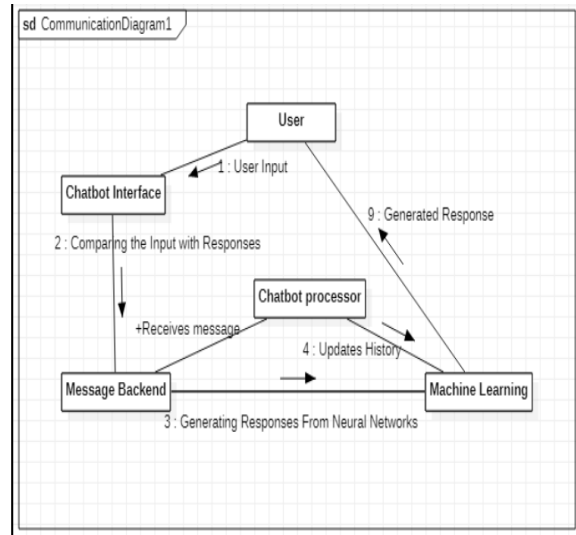 sd CommunicationDiagram1
User
1 : User Input
Chatbot Interface
9 : Generated Response
2 : Comparing the Input with Responses
Chatbot processor
+Receives message
4 : Updates History
Message Backend
Machine Learning
3 : Generating Responses From Neural Networks